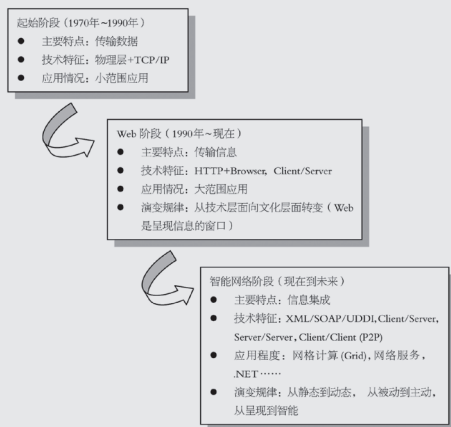 起始阶段（1970年~1990年）
● 主要特点：传输数据
● 技术特征：物理层+TCP/IP
● 应用情况：小范围应用
Web 阶段（1990年~现在）
● 主要特点：传输信息
● 技术特征：HTTP+Browser, Client/Server
● 应用情况：大范围应用
● 演变规律：从技术层面向文化层面转变（Web
是呈现信息的窗口）
智能网络阶段（现在到未来）
● 主要特点：信息集成
● 技术特征：XML/SOAP/UDDI,Client/Server,
Server/Server, Client/Client (P2P)
● 应用程度：网格计算(Grid),网络服务，
.NET……
● 演变规律：从静态到动态， 从被动到主动，
从呈现到智能